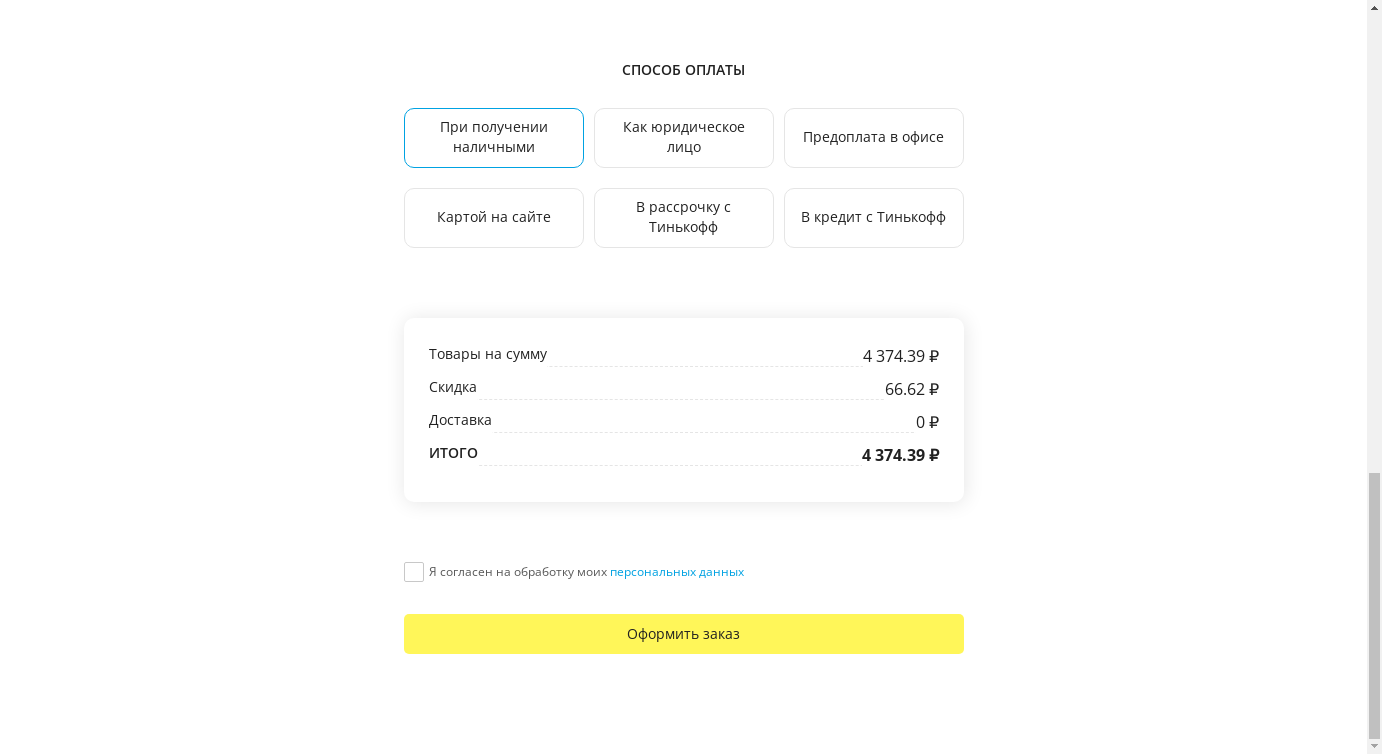 СПОСОБ ОПЛАТЫ
При получении
наличными
Как юридическое
лицо
Предоплата в офисе
Картой на сайте
В рассрочку с
Тинькофф
В кредит с Тинькофф
Товары на сумму 4 374.39 ₽
Скидка 66.62 ₽
Доставка 0 ₽
ИТОГО 4 374.39 ₽
Я согласен на обработку моих персональных данных
Оформить заказ